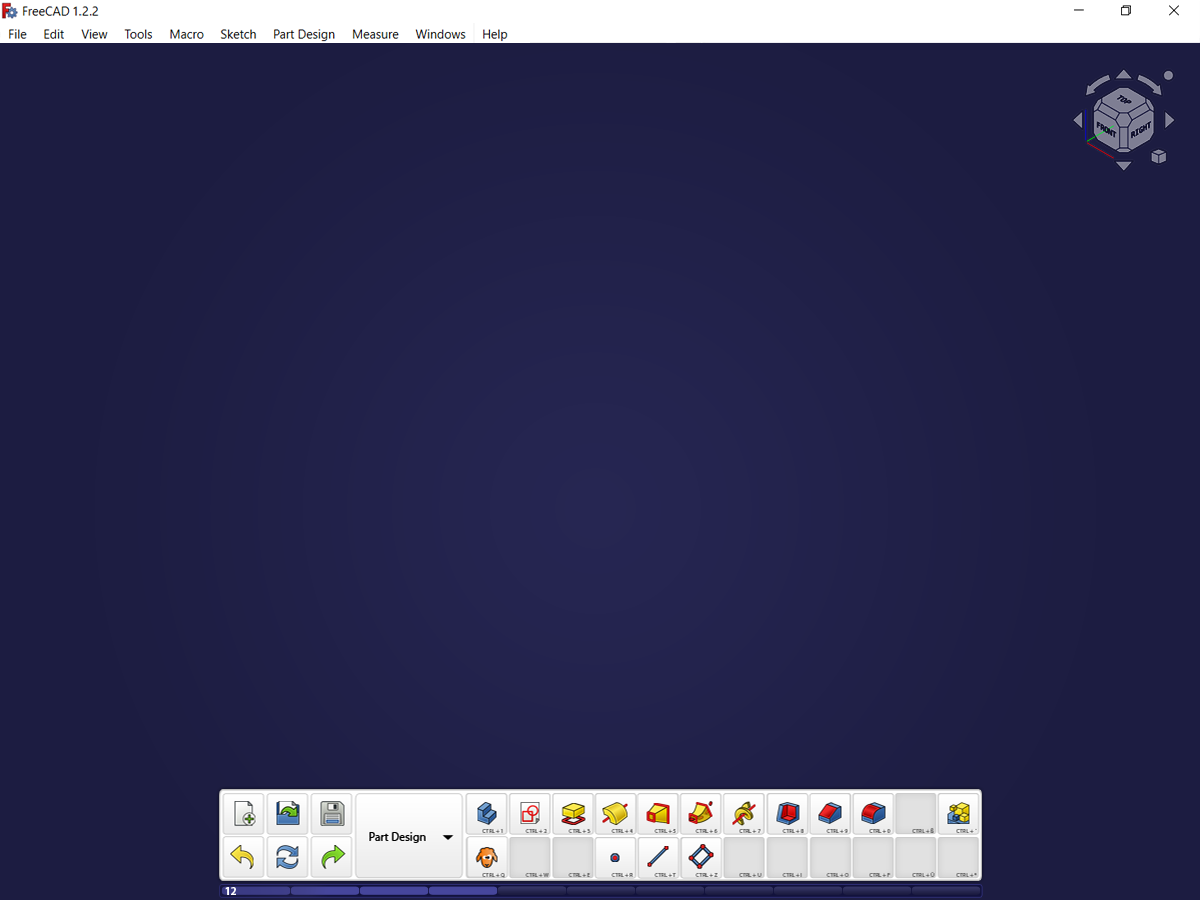 FreeCAD 1.2.2
File Edit View Tools Macro Sketch Part Design Measure Windows Help
TOP
FRONT RIGHT
Part Design
CTRL+1 CTRL+2 CTRL+3 CTRL+4 CTRL+5 CTRL+6 CTRL+7 CTRL+8 CTRL+9 CTRL+0 CTRL+ß
CTRL+Q CTRL+W CTRL+E CTRL+R CTRL+T CTRL+Z CTRL+U CTRL+I CTRL+O CTRL+P CTRL+Ü CTRL+*
12